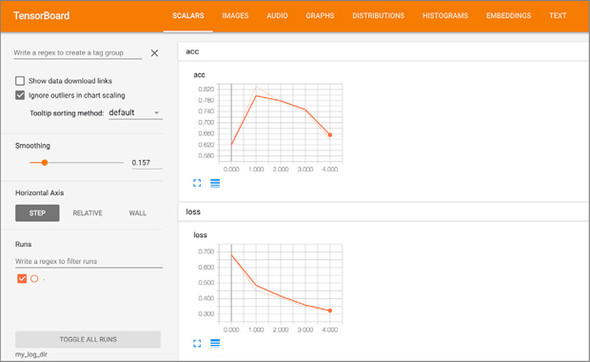 TensorBoard SCALARS IMAGES AUDIO GRAPHS DISTRIBUTIONS HISTOGRAMS EMBEDDINGS TEXT
Write a regex to create a tag group
Show data download links
Ignore outliers in chart scaling
Tooltip sorting method: default
Smoothing
0.157
Horizontal Axis
STEP RELATIVE WALL
Runs
Write a regex to filter runs
.
TOGGLE ALL RUNS
my_log_dir
acc
acc
0.820
0.780
0.740
0.700
0.660
0.620
0.580
0.000 1.000 2.000 3.000 4.000
loss
loss
0.700
0.600
0.500
0.400
0.300
0.000 1.000 2.000 3.000 4.000